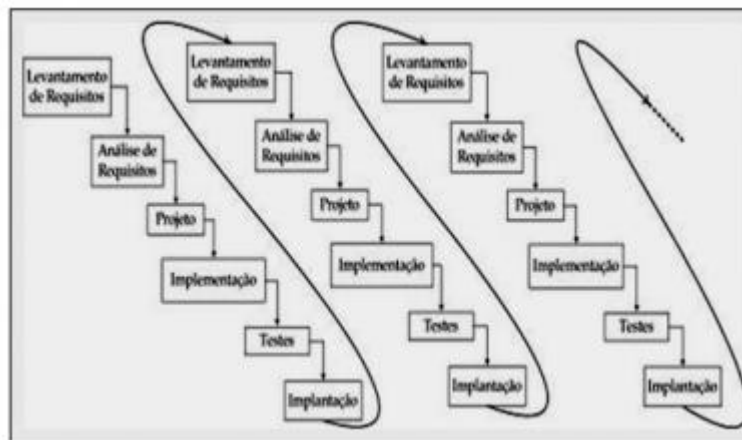 Levantamento
de Requisitos
Análise de
Requisitos
Projeto
Implementação
Testes
Implantação
Levantamento
de Requisitos
Análise de
Requisitos
Projeto
Implementação
Testes
Implantação
Levantamento
de Requisitos
Análise de
Requisitos
Projeto
Implementação
Testes
Implantação